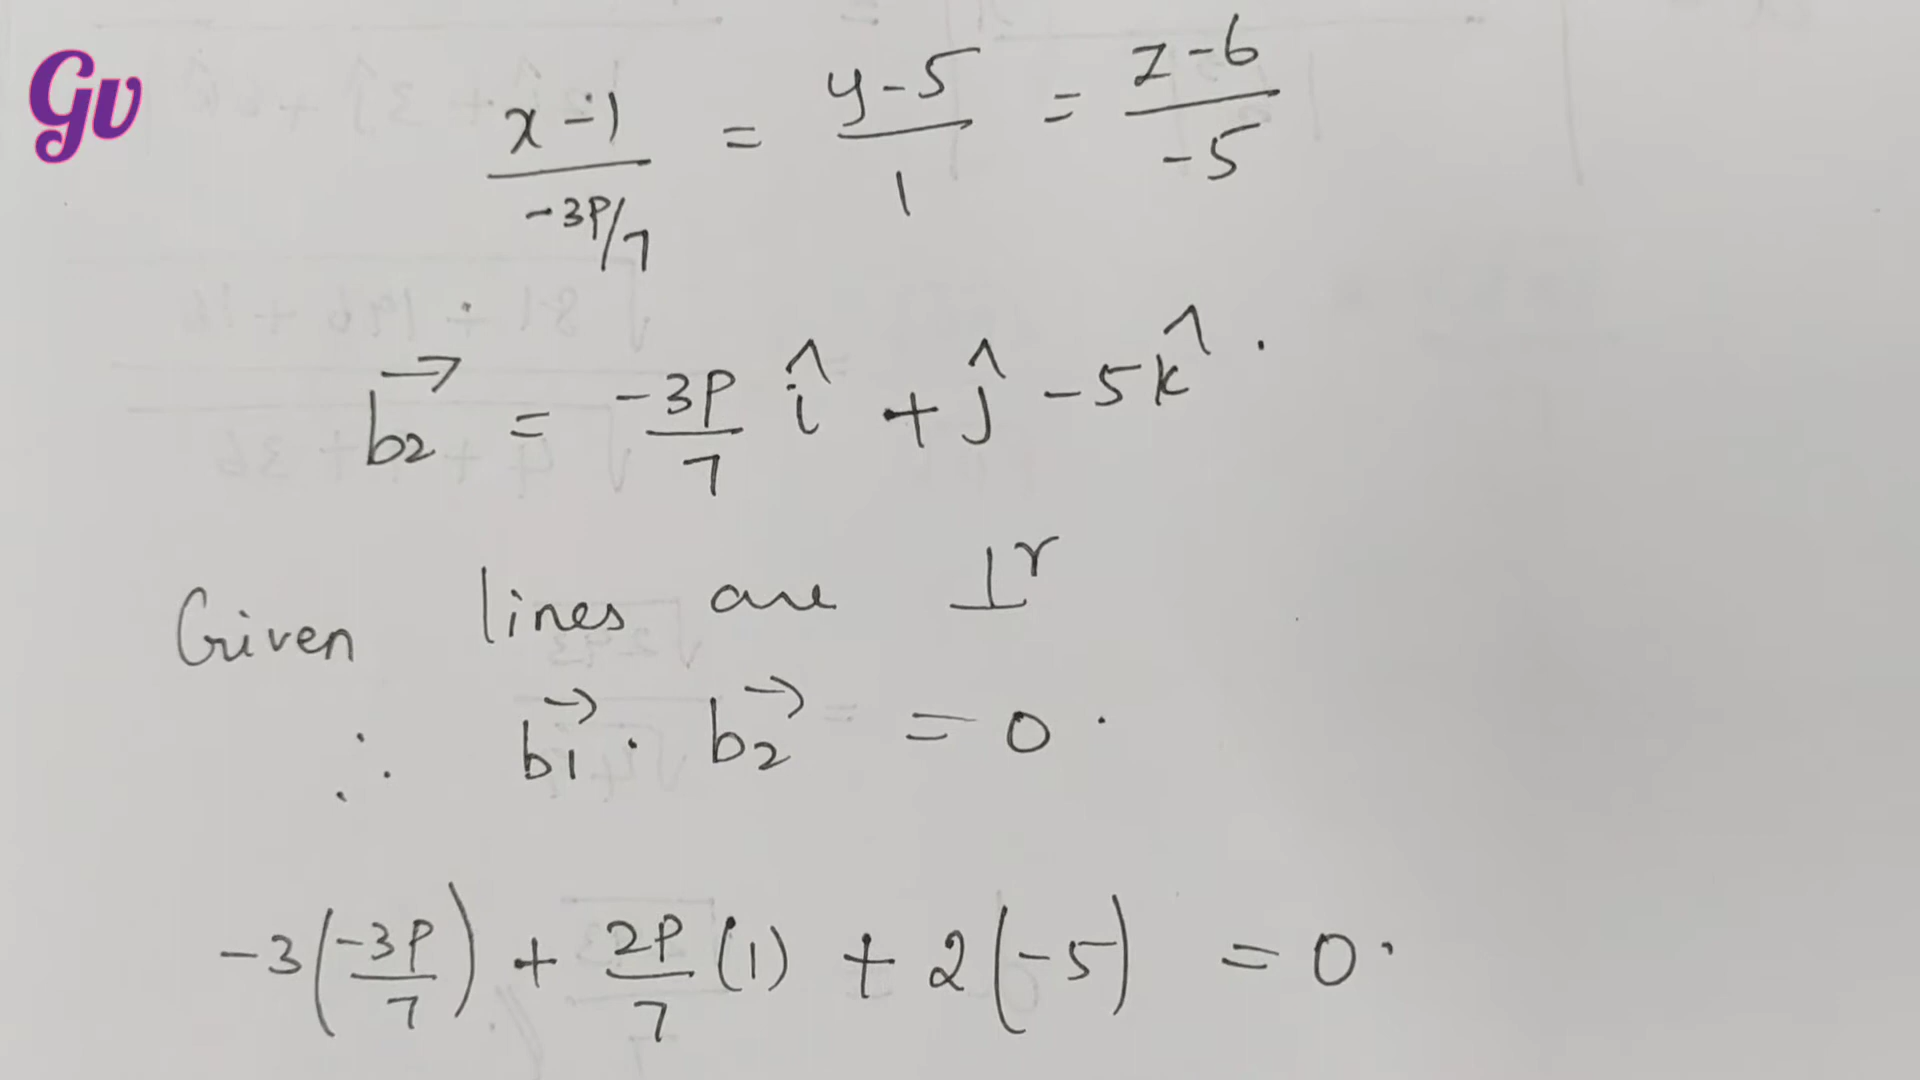 Gv
x-1/-3P/7 = y-5/1 = z-6/-5
b2→ = -3P/7 î + ĵ - 5k̂ .
Given lines are ⊥r
∴ b1→ . b2→ = 0 .
-3(-3P/7) + 2P/7 (1) + 2(-5) = 0 .